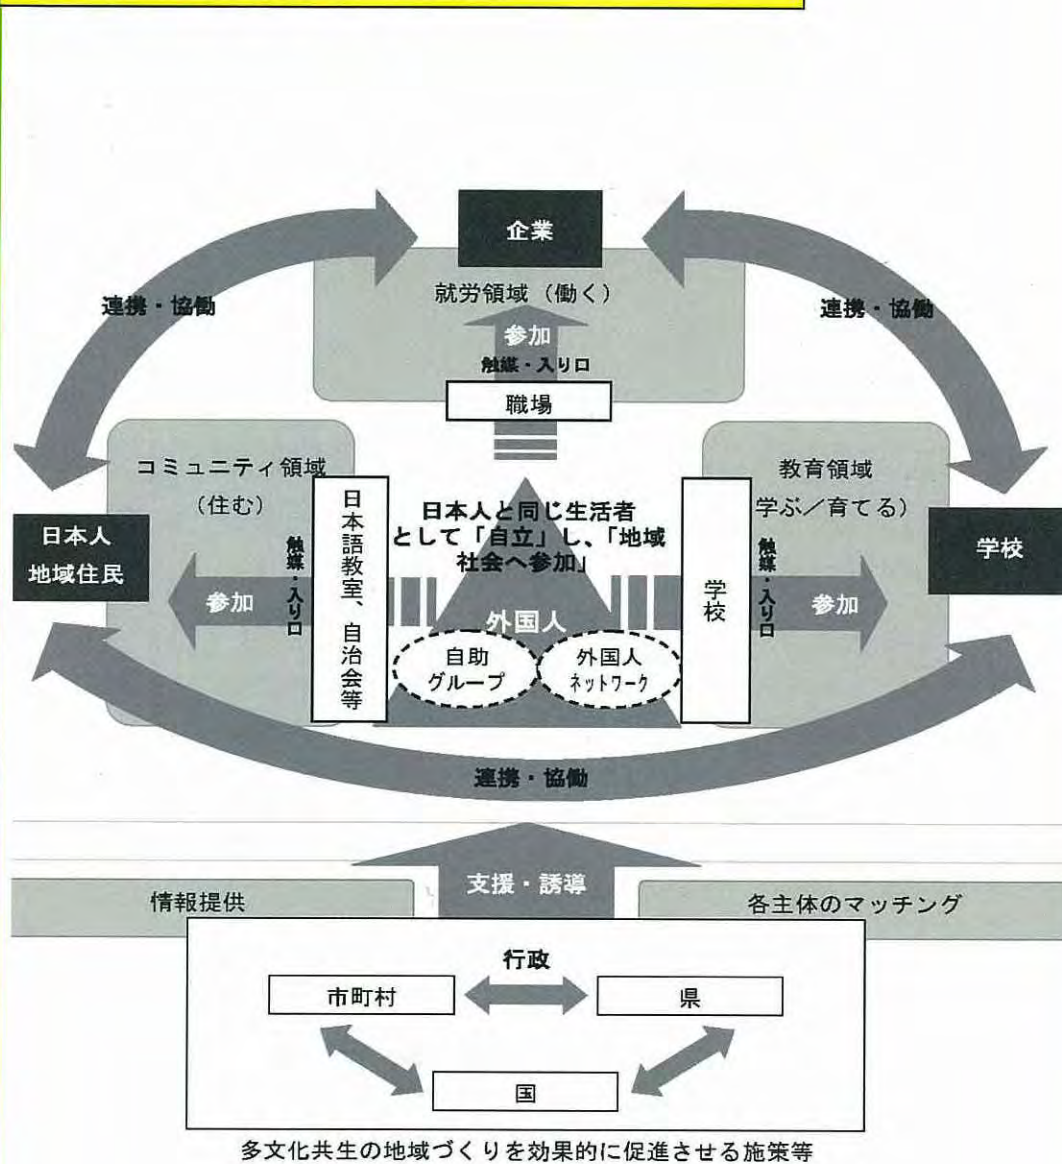 企業
就労領域（働く）
連携・協働
連携・協働
参加
触媒・入り口
職場
コミュニティ領域
（住む）
教育領域
学ぶ／育てる）
日本人
地域住民
参加
触媒・入り口
日本語教室、自治会等
日本人と同じ生活者
として「自立」し、「地域
社会へ参加」
外国人
自助
グループ
外国人
ネットワーク
学校
触媒・入り口
参加
学校
連携・協働
支援・誘導
情報提供
各主体のマッチング
行政
市町村
県
国
多文化共生の地域づくりを効果的に促進させる施策等